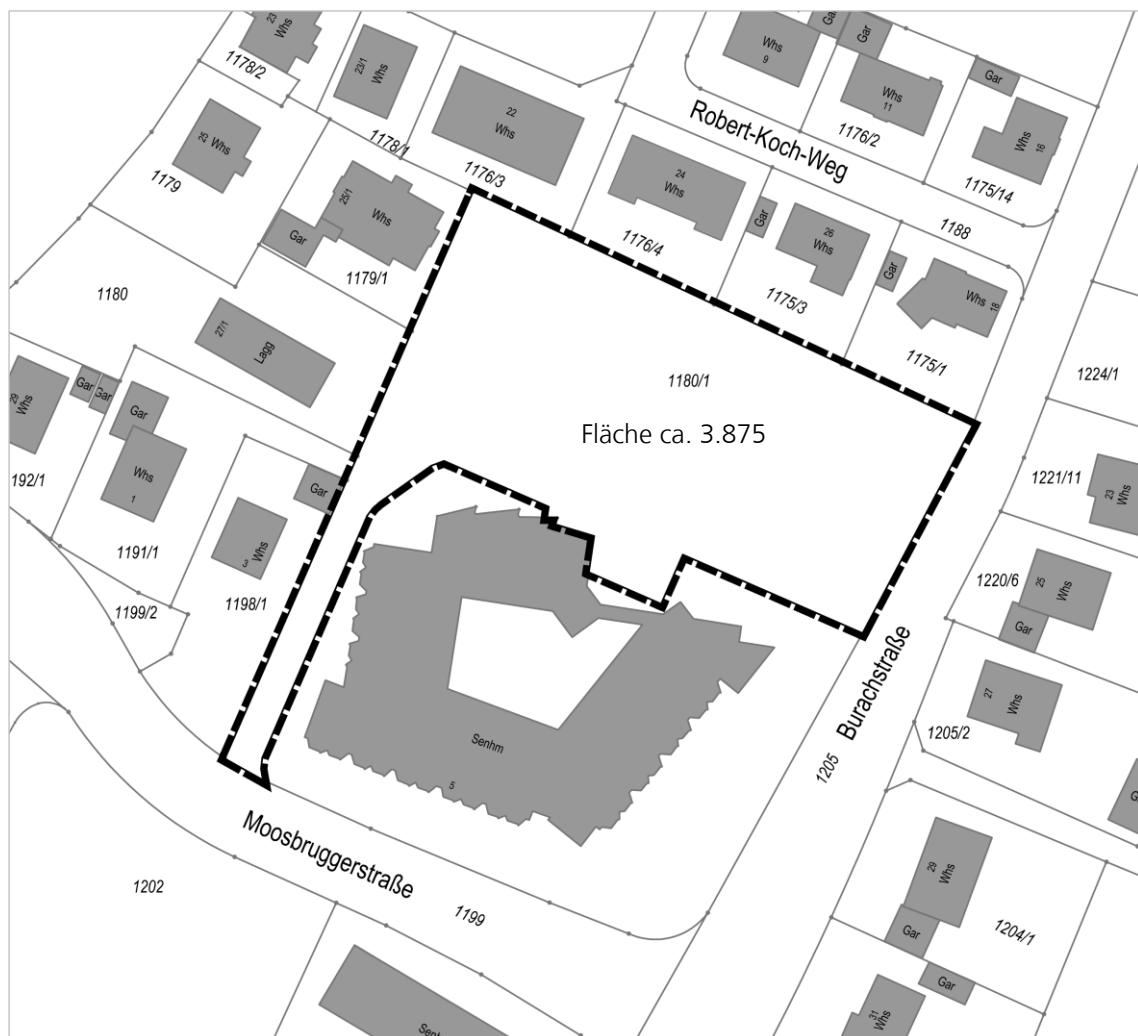 23
Whs
1178/2
23/1
Whs
22
Whs
Whs
9
Gar
Gar
Whs
11
1176/2
Gar
Whs
16
1175/14
Robert-Koch-Weg
25
Whs
1179
1178/1
1176/3
25/1
Whs
Gar
1179/1
24
Whs
1176/4
Gar
26
Whs
1175/3
Gar
Whs
18
1188
1175/1
1180
27/1
Lagg
1180/1
Fläche ca. 3.875
1224/1
29
Whs
Gar
Gar
Gar
Whs
1
192/1
1191/1
Gar
3
Whs
1198/1
1199/2
1221/11
23
1220/6
25
Whs
Gar
27
Whs
1205/2
Burachstraße
1205
Senhm
5
Moosbruggerstraße
1202
1199
29
Whs
Gar
1204/1
Gar
31
Whs